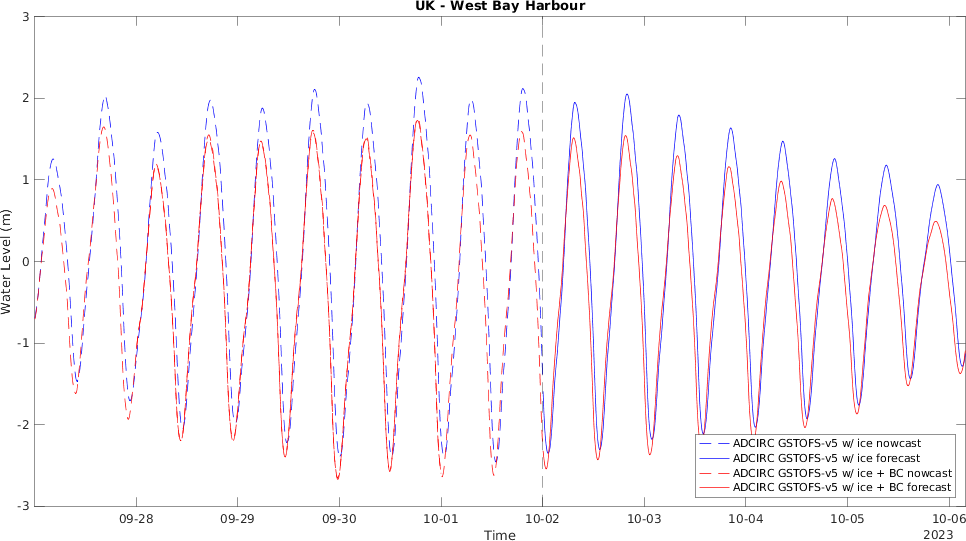 UK - West Bay Harbour
3
2
1
0
-1
-2
-3
Water Level (m)
ADCIRC GSTOFS-v5 w/ ice nowcast
ADCIRC GSTOFS-v5 w/ ice forecast
ADCIRC GSTOFS-v5 w/ ice + BC nowcast
ADCIRC GSTOFS-v5 w/ ice + BC forecast
09-28 09-29 09-30 10-01 10-02 10-03 10-04 10-05 10-06
Time 2023